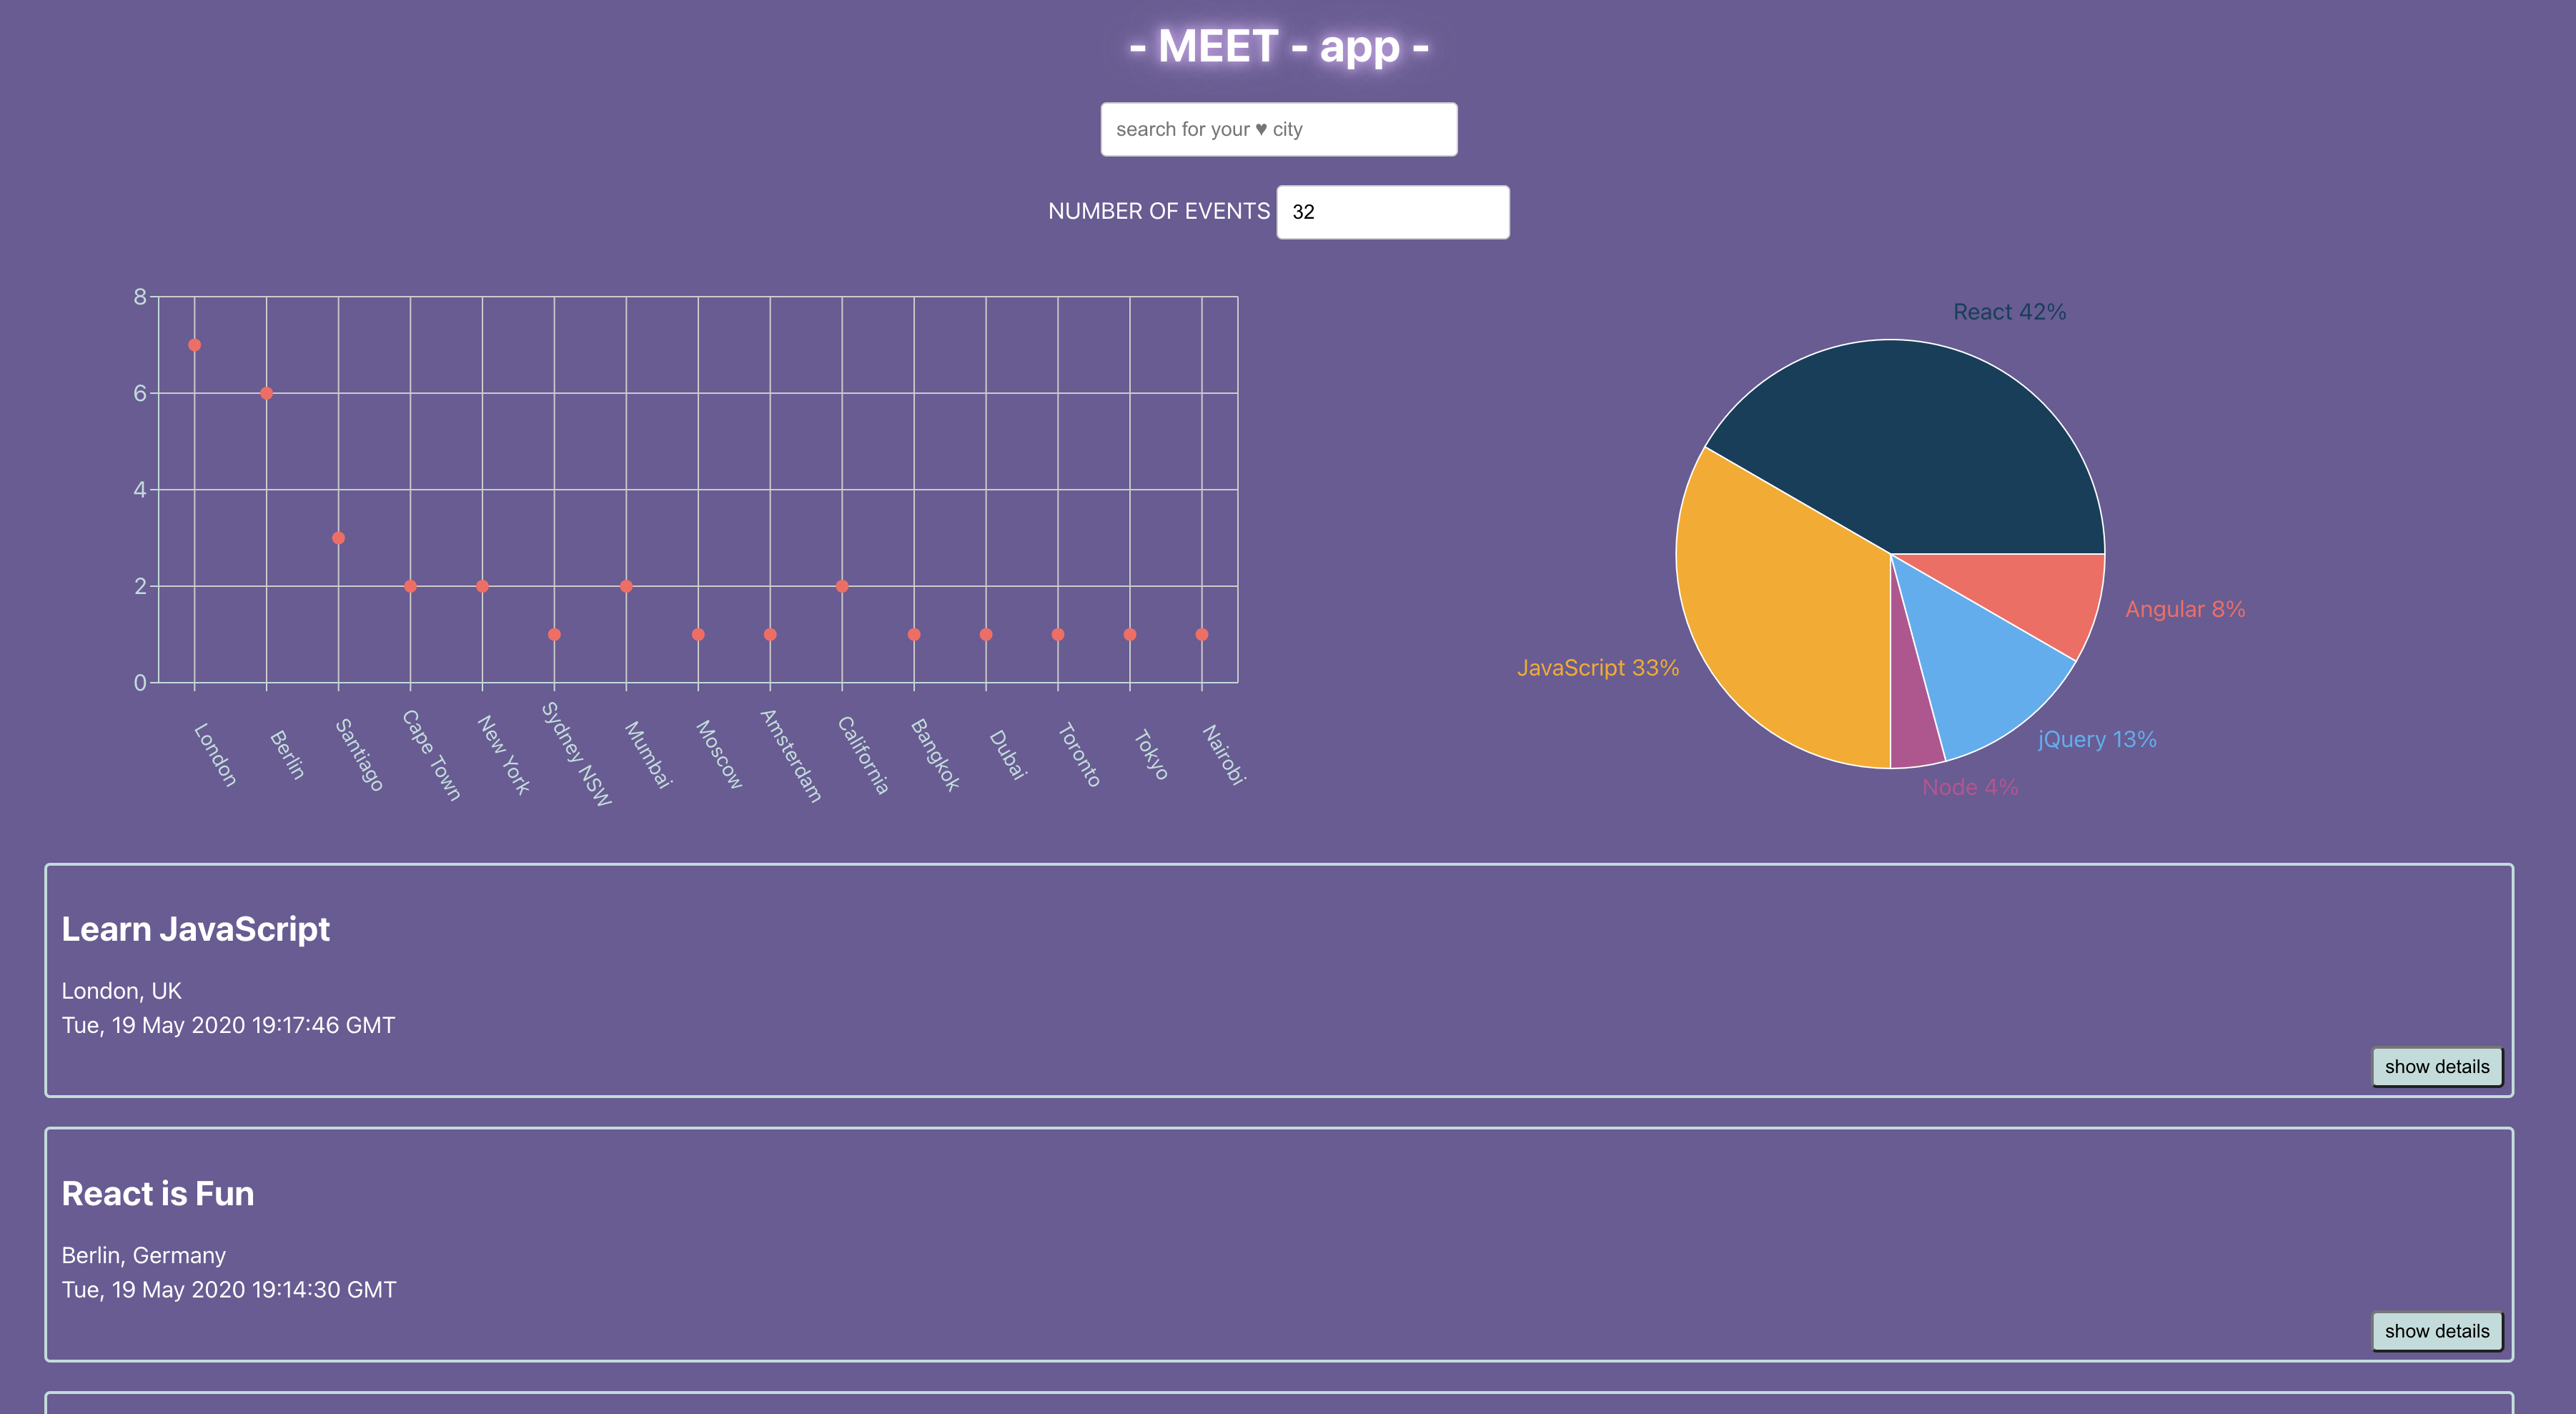 - MEET - app -
search for your ♥ city
NUMBER OF EVENTS 32
8
6
4
2
0
London
Berlin
Santiago
Cape Town
New York
Sydney NSW
Mumbai
Moscow
Amsterdam
California
Bangkok
Dubai
Toronto
Tokyo
Nairobi
React 42%
Angular 8%
JavaScript 33%
jQuery 13%
Node 4%
Learn JavaScript
London, UK
Tue, 19 May 2020 19:17:46 GMT
show details
React is Fun
Berlin, Germany
Tue, 19 May 2020 19:14:30 GMT
show details